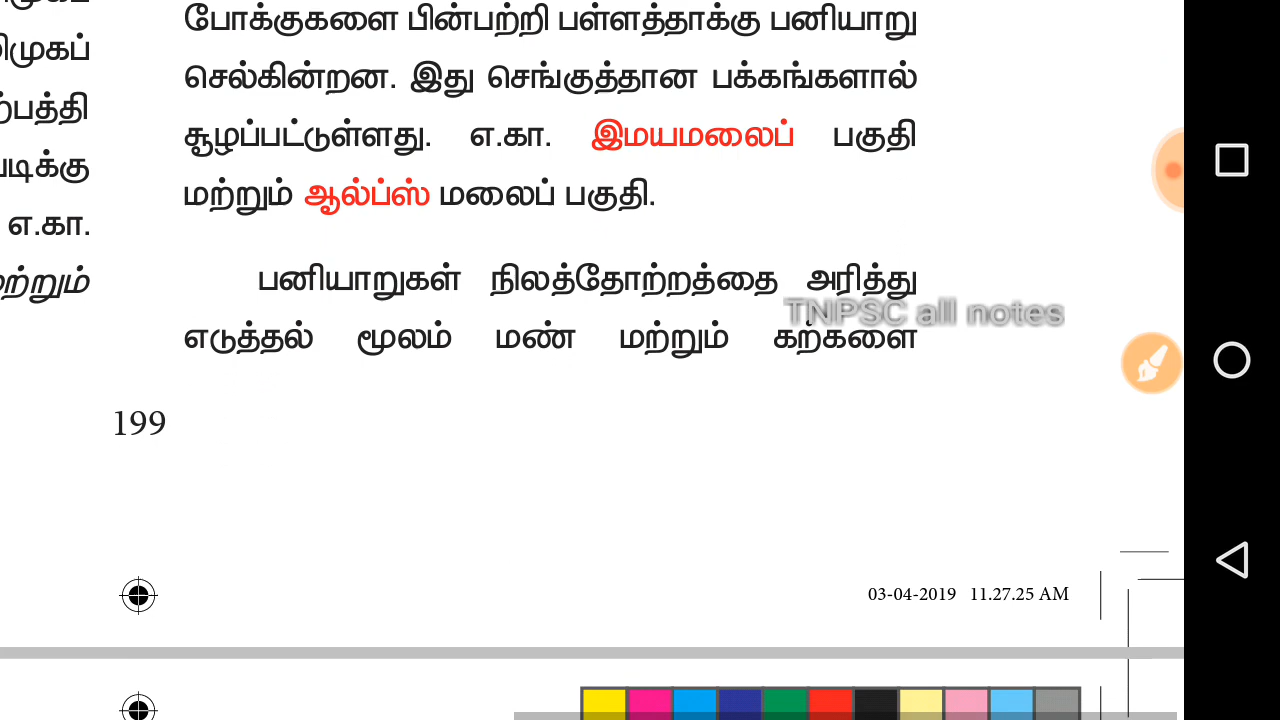 போக்குகளை பின்பற்றி பள்ளத்தாக்கு பனியாறு
செல்கின்றன. இது செங்குத்தான பக்கங்களால்
சூழப்பட்டுள்ளது. எ.கா. இமயமலைப் பகுதி
மற்றும் ஆல்ப்ஸ் மலைப் பகுதி.
பனியாறுகள் நிலத்தோற்றத்தை அரித்து
எடுத்தல் மூலம் மண் மற்றும் கற்களை
TNPSC all notes
எ.கா.
199
03-04-2019 11.27.25 AM